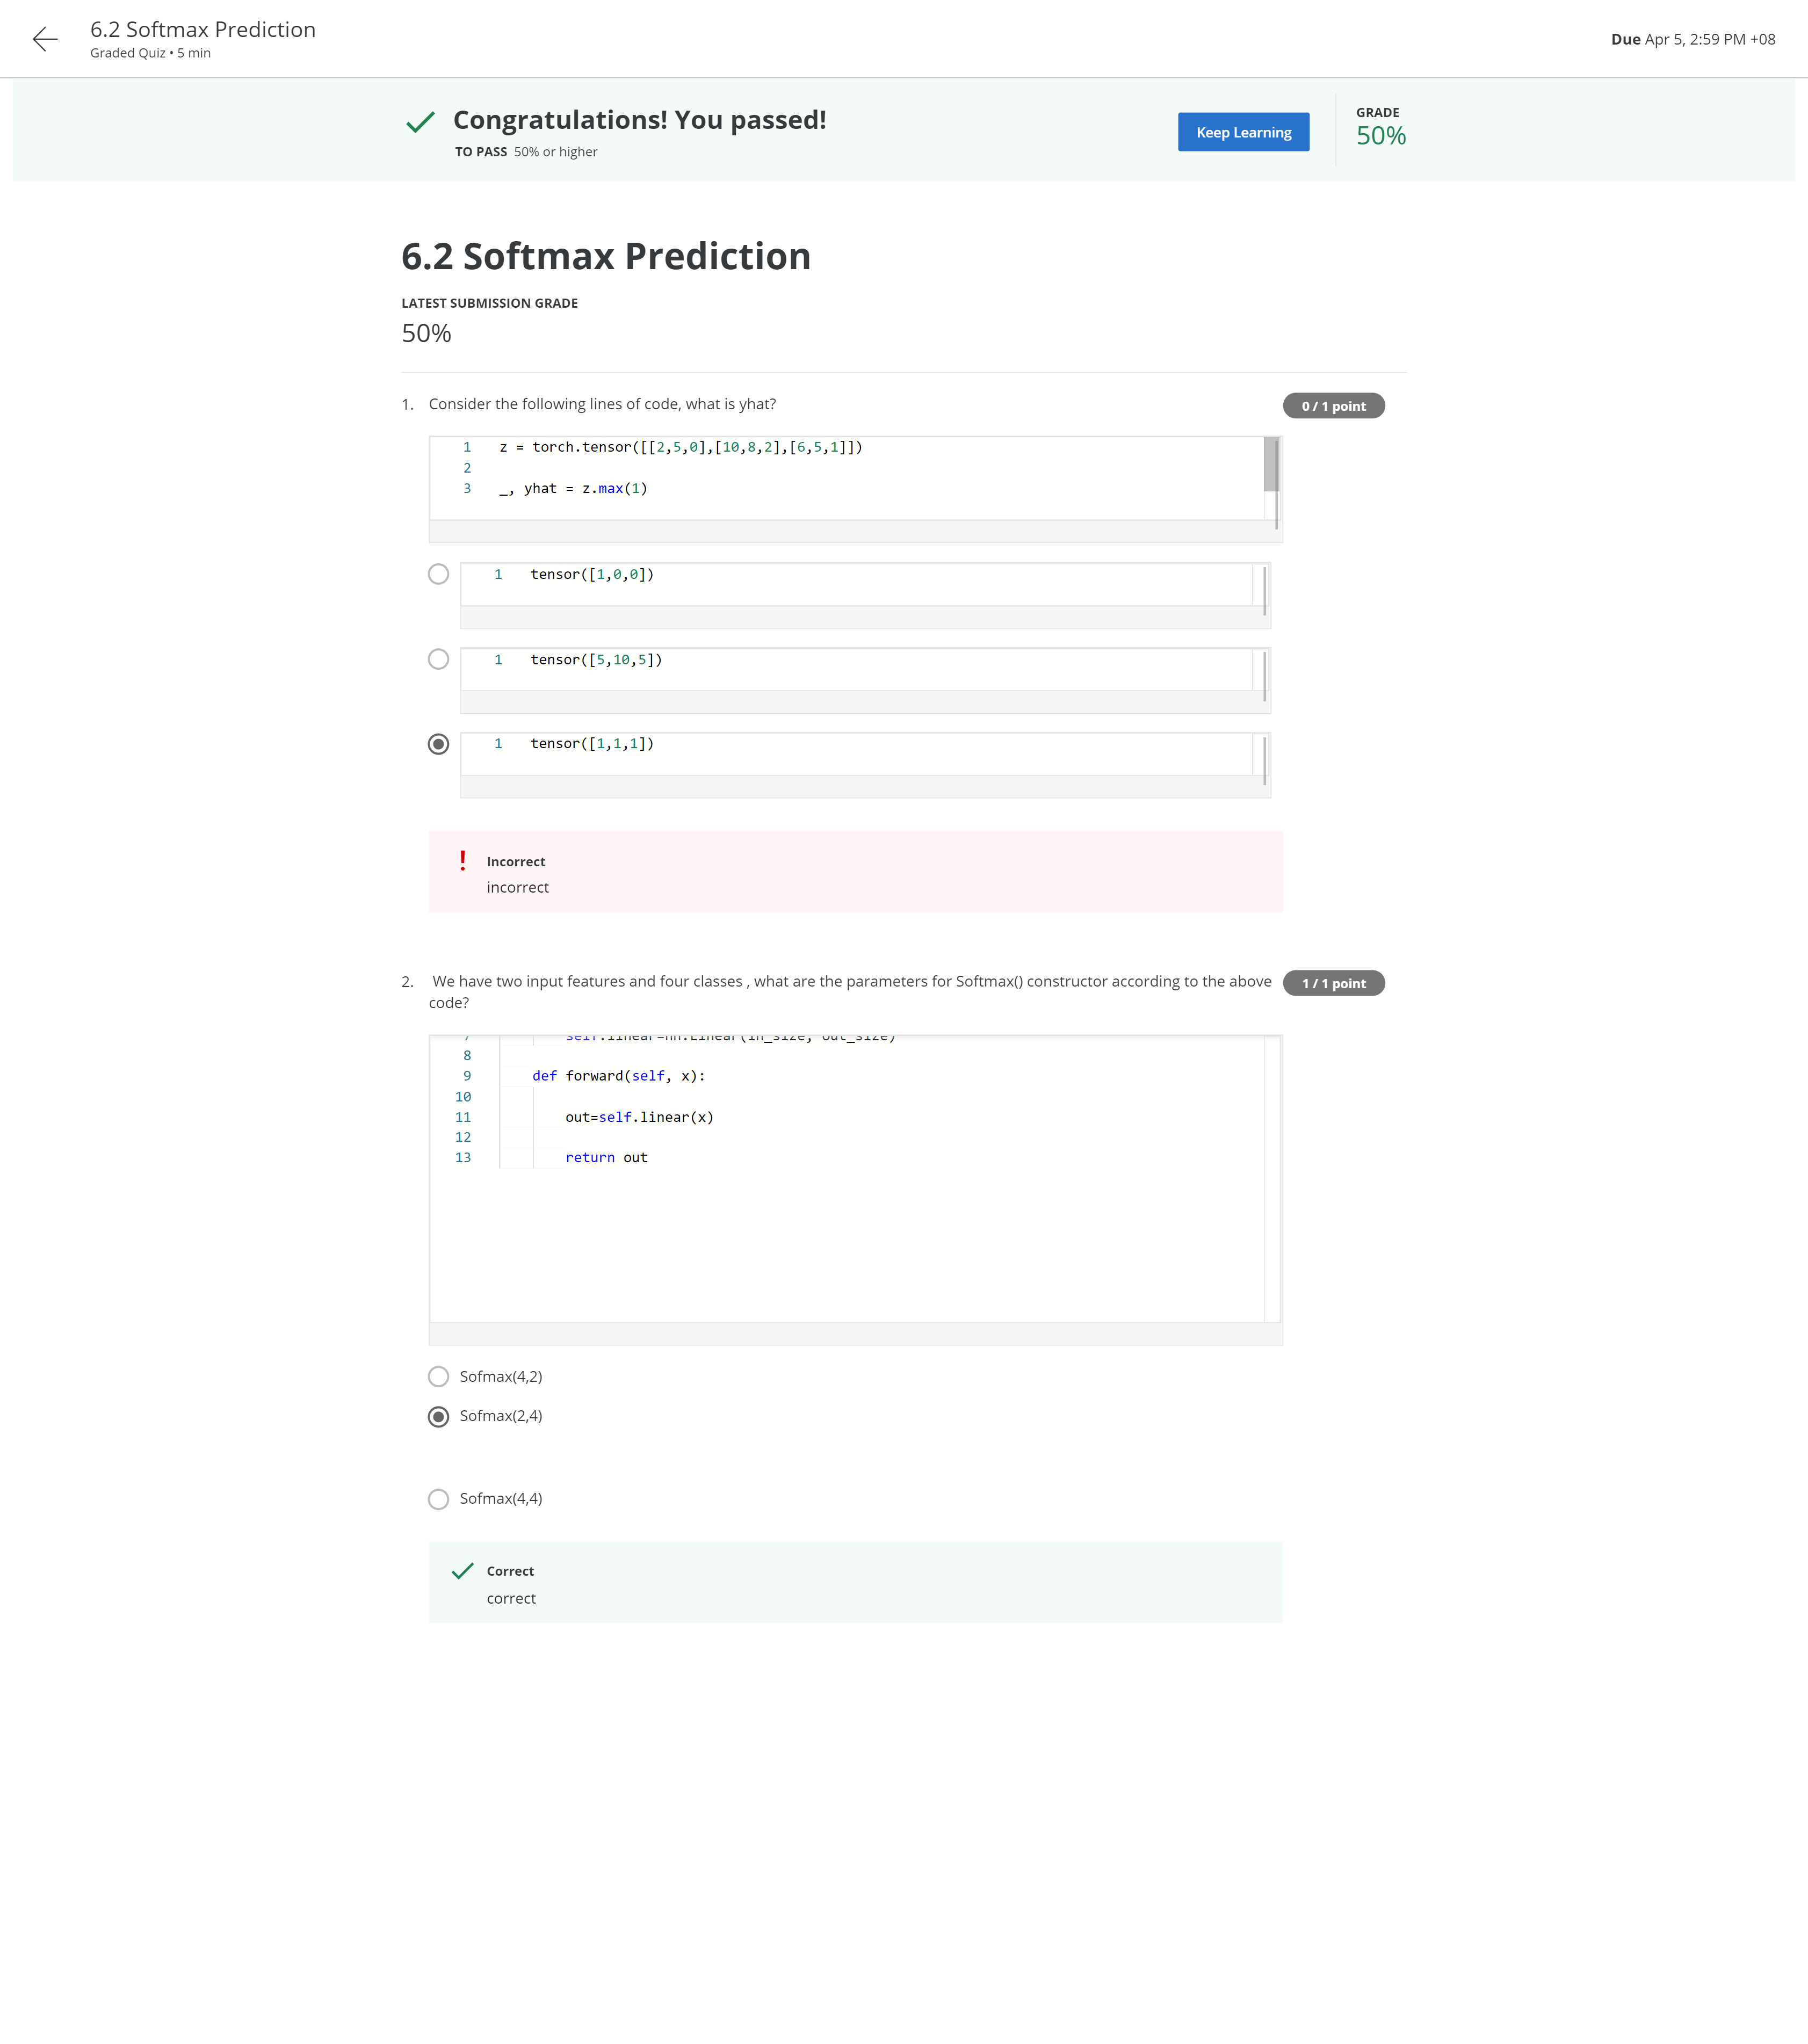 6.2 Softmax Prediction
Graded Quiz • 5 min
Due Apr 5, 2:59 PM +08
Congratulations! You passed!
TO PASS 50% or higher
Keep Learning
GRADE
50%
6.2 Softmax Prediction
LATEST SUBMISSION GRADE
50%
1. Consider the following lines of code, what is yhat?
0 / 1 point
1 z = torch.tensor([[2,5,0],[10,8,2],[6,5,1]])
2
3 _, yhat = z.max(1)
1 tensor([1,0,0])
1 tensor([5,10,5])
1 tensor([1,1,1])
Incorrect
incorrect
2. We have two input features and four classes , what are the parameters for Softmax() constructor according to the above
code?
1 / 1 point
7 self.linear=nn.Linear(in_size, out_size)
8
9 def forward(self, x):
10
11 out=self.linear(x)
12
13 return out
Sofmax(4,2)
Sofmax(2,4)
Sofmax(4,4)
Correct
correct